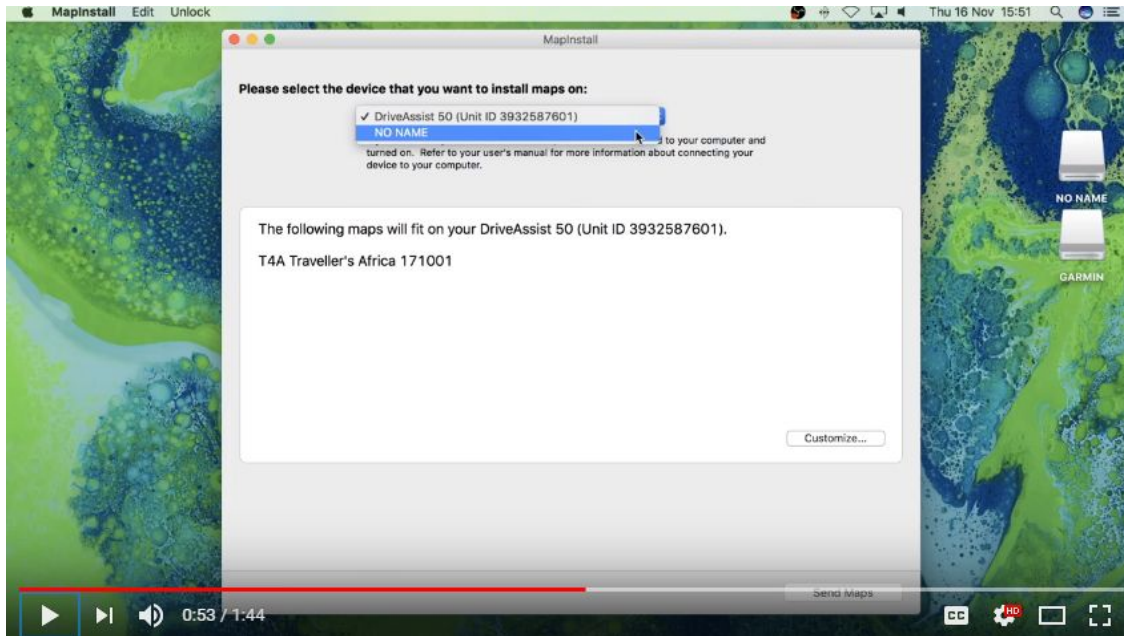 MapInstall Edit Unlock Thu 16 Nov 15:51
MapInstall
Please select the device that you want to install maps on:
✓ DriveAssist 50 (Unit ID 3932587601)
NO NAME
d to your computer and
turned on. Refer to your user's manual for more information about connecting your
device to your computer.
NO NAME
The following maps will fit on your DriveAssist 50 (Unit ID 3932587601).
T4A Traveller's Africa 171001
GARMIN
Customize...
Send Maps
0:53 / 1:44
CC
HD